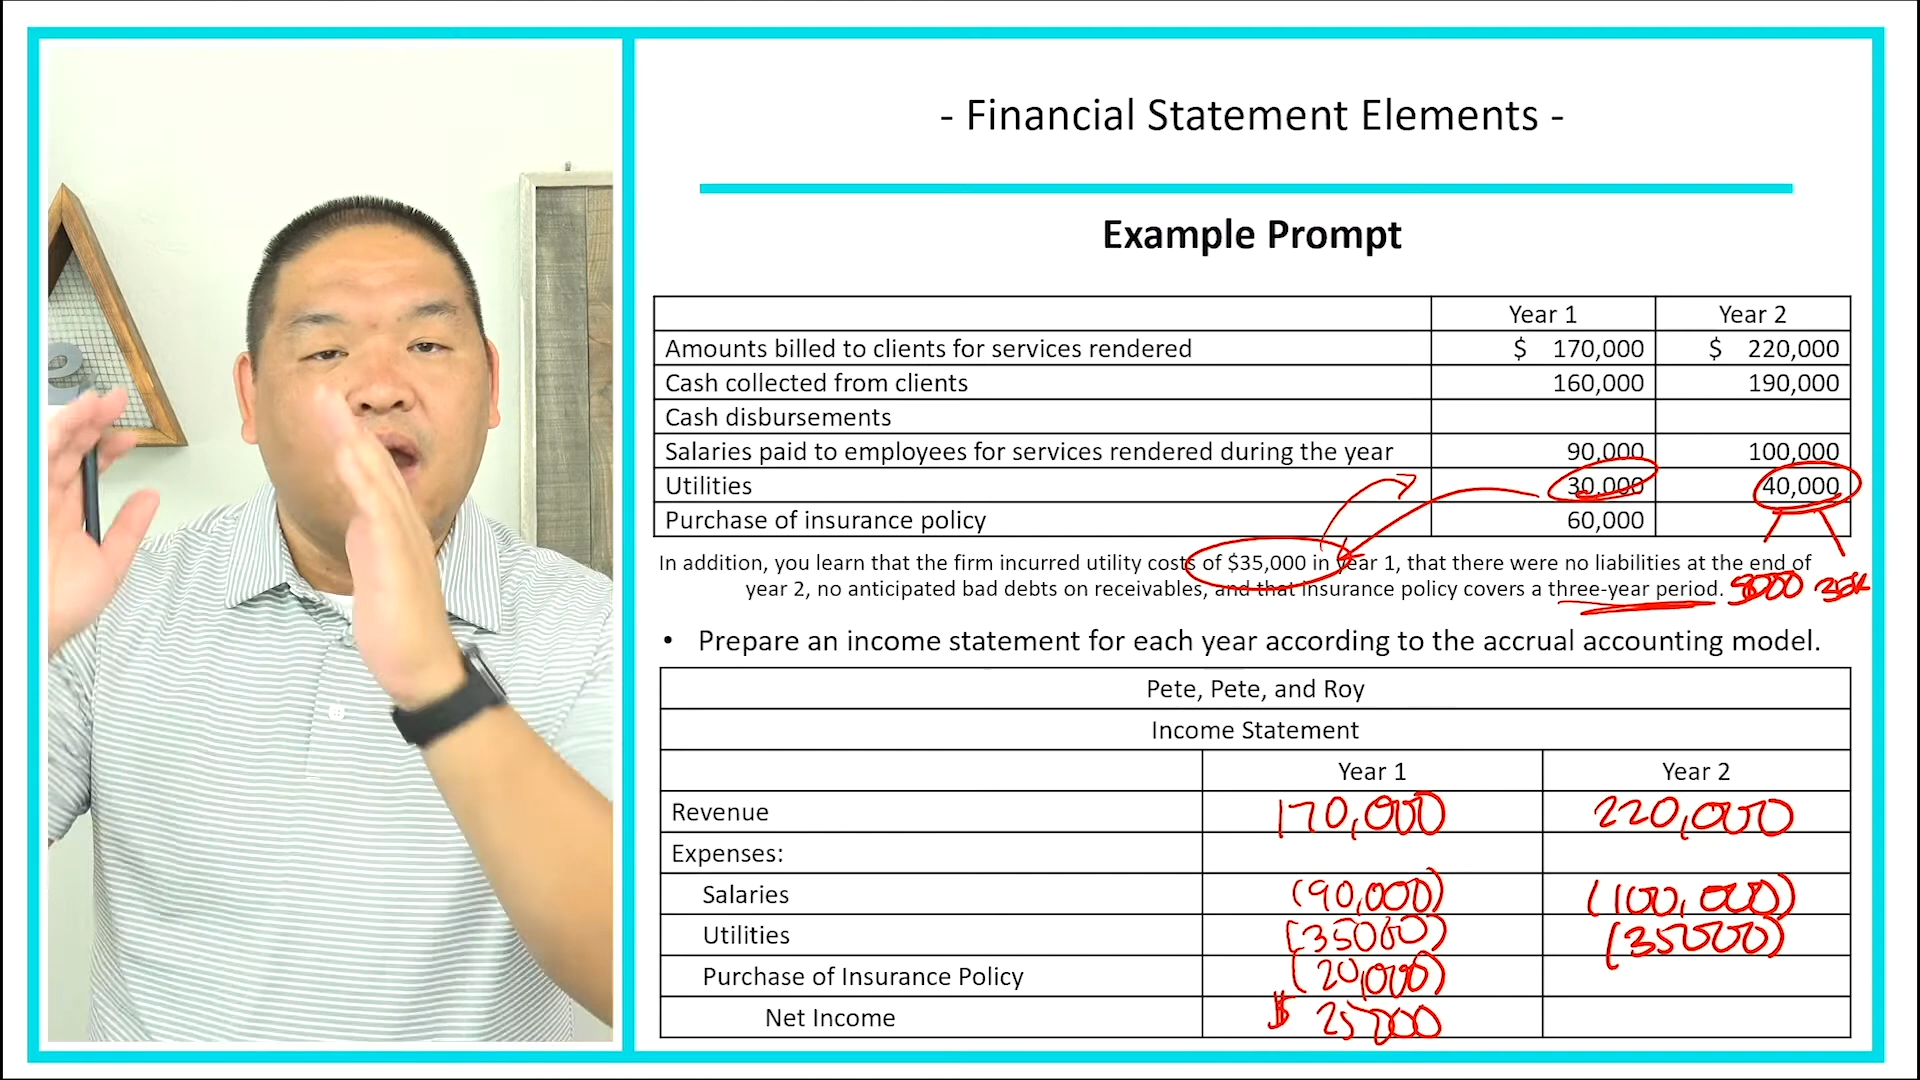 - Financial Statement Elements -
Example Prompt
Year 1 Year 2
Amounts billed to clients for services rendered $ 170,000 $ 220,000
Cash collected from clients 160,000 190,000
Cash disbursements
Salaries paid to employees for services rendered during the year 90,000 100,000
Utilities 30,000 40,000
Purchase of insurance policy 60,000
In addition, you learn that the firm incurred utility costs of $35,000 in year 1, that there were no liabilities at the end of
year 2, no anticipated bad debts on receivables, and that insurance policy covers a three-year period. 5000 35k
• Prepare an income statement for each year according to the accrual accounting model.
Pete, Pete, and Roy
Income Statement
Year 1 Year 2
Revenue 170,000 220,000
Expenses:
Salaries (90,000) (100,000)
Utilities (35000) (35000)
Purchase of Insurance Policy (20,000)
Net Income $ 25000